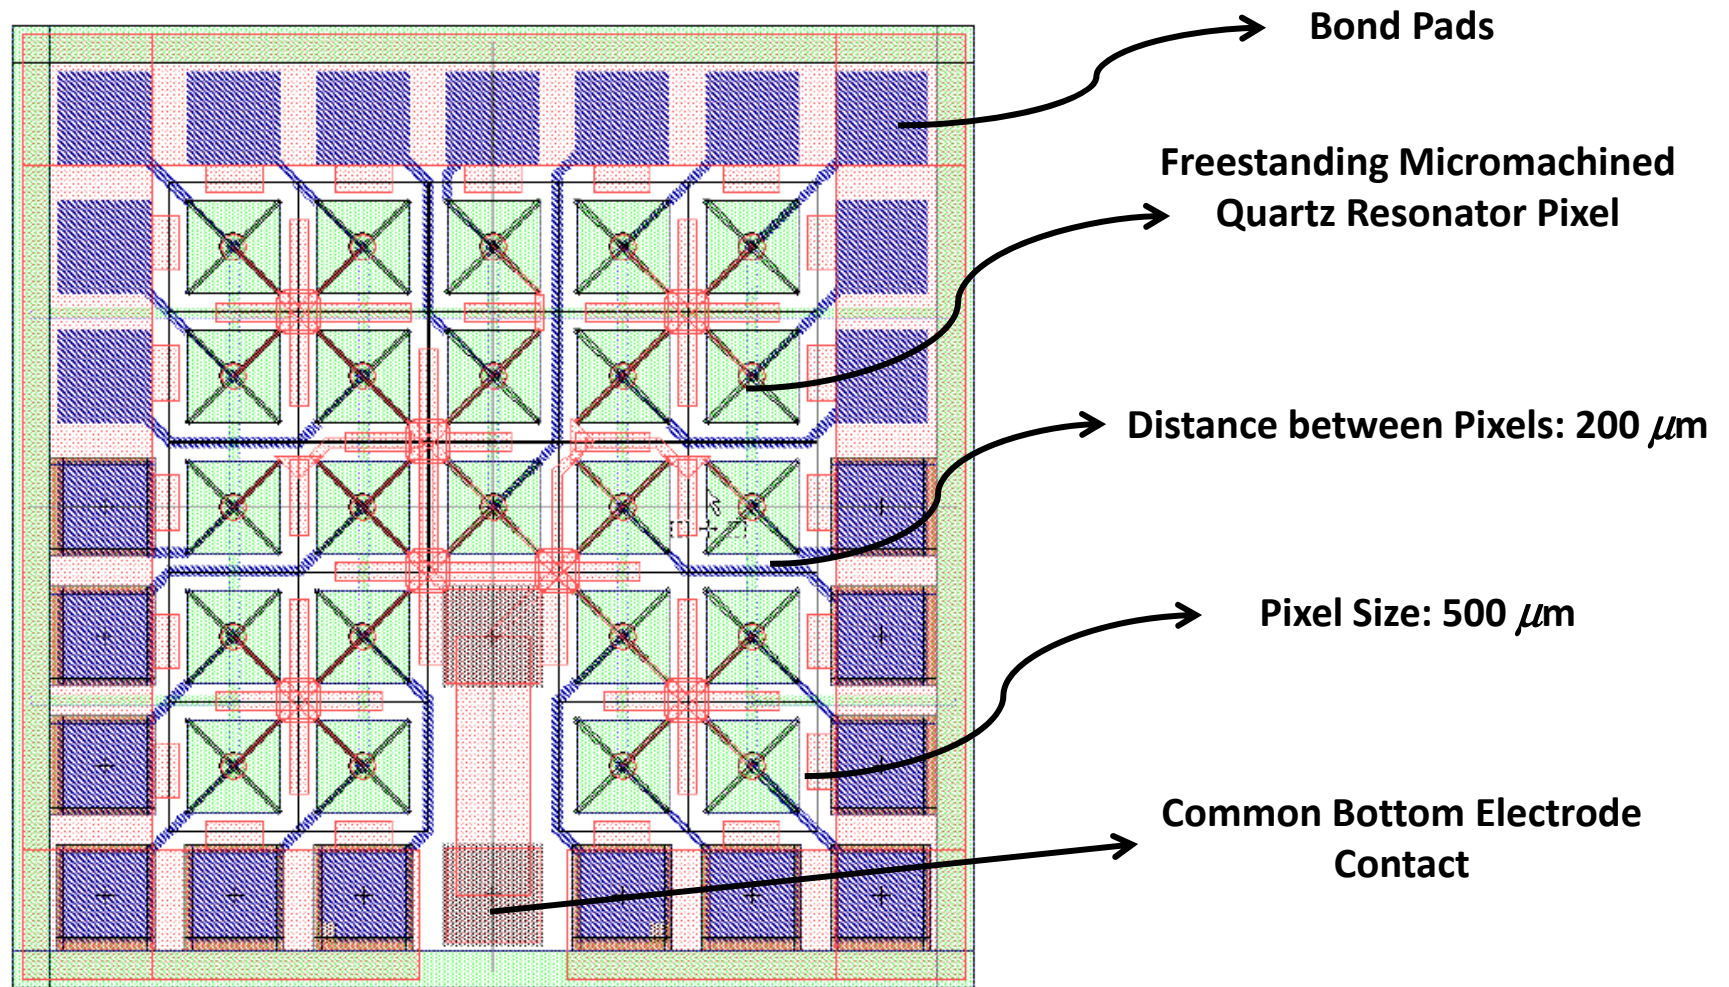 Bond Pads
Freestanding Micromachined
Quartz Resonator Pixel
Distance between Pixels: 200 μm
Pixel Size: 500 μm
Common Bottom Electrode
Contact